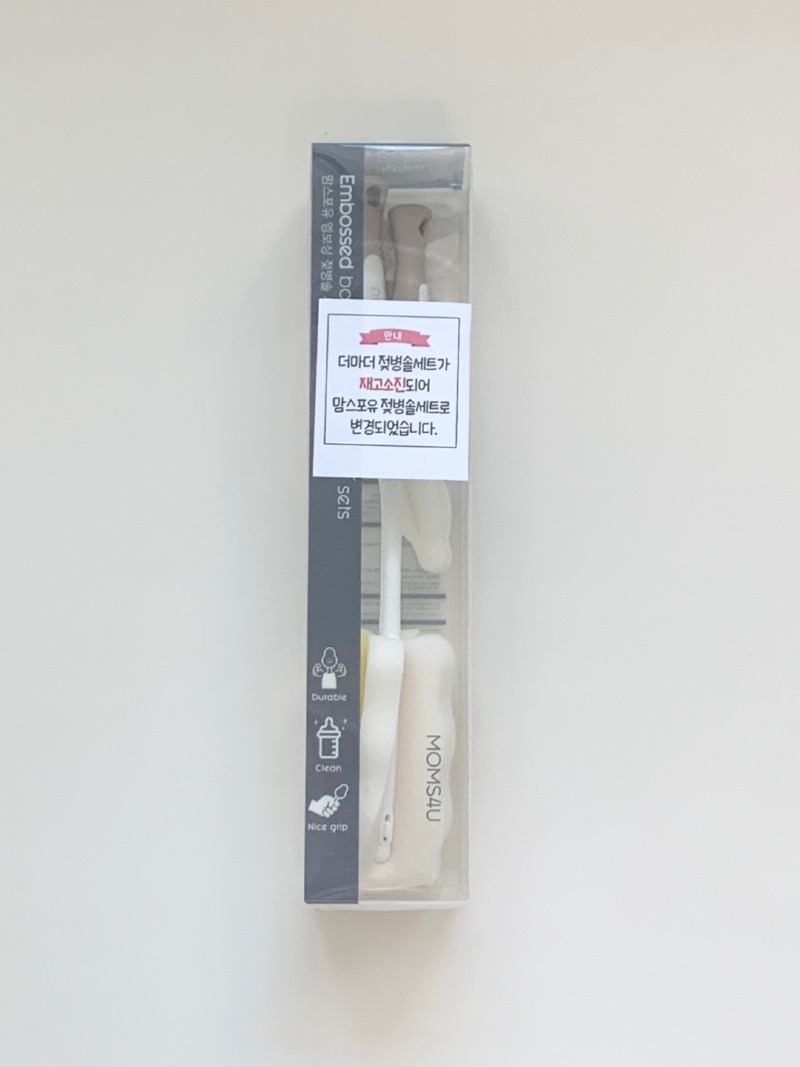 Embossed
맘스포유 엠보싱 젖병솔
sets
안내
더마더 젖병솔세트가
재고소진되어
맘스포유 젖병솔세트로
변경되었습니다.
Durable
Clean
Nice grip
MOMS4U